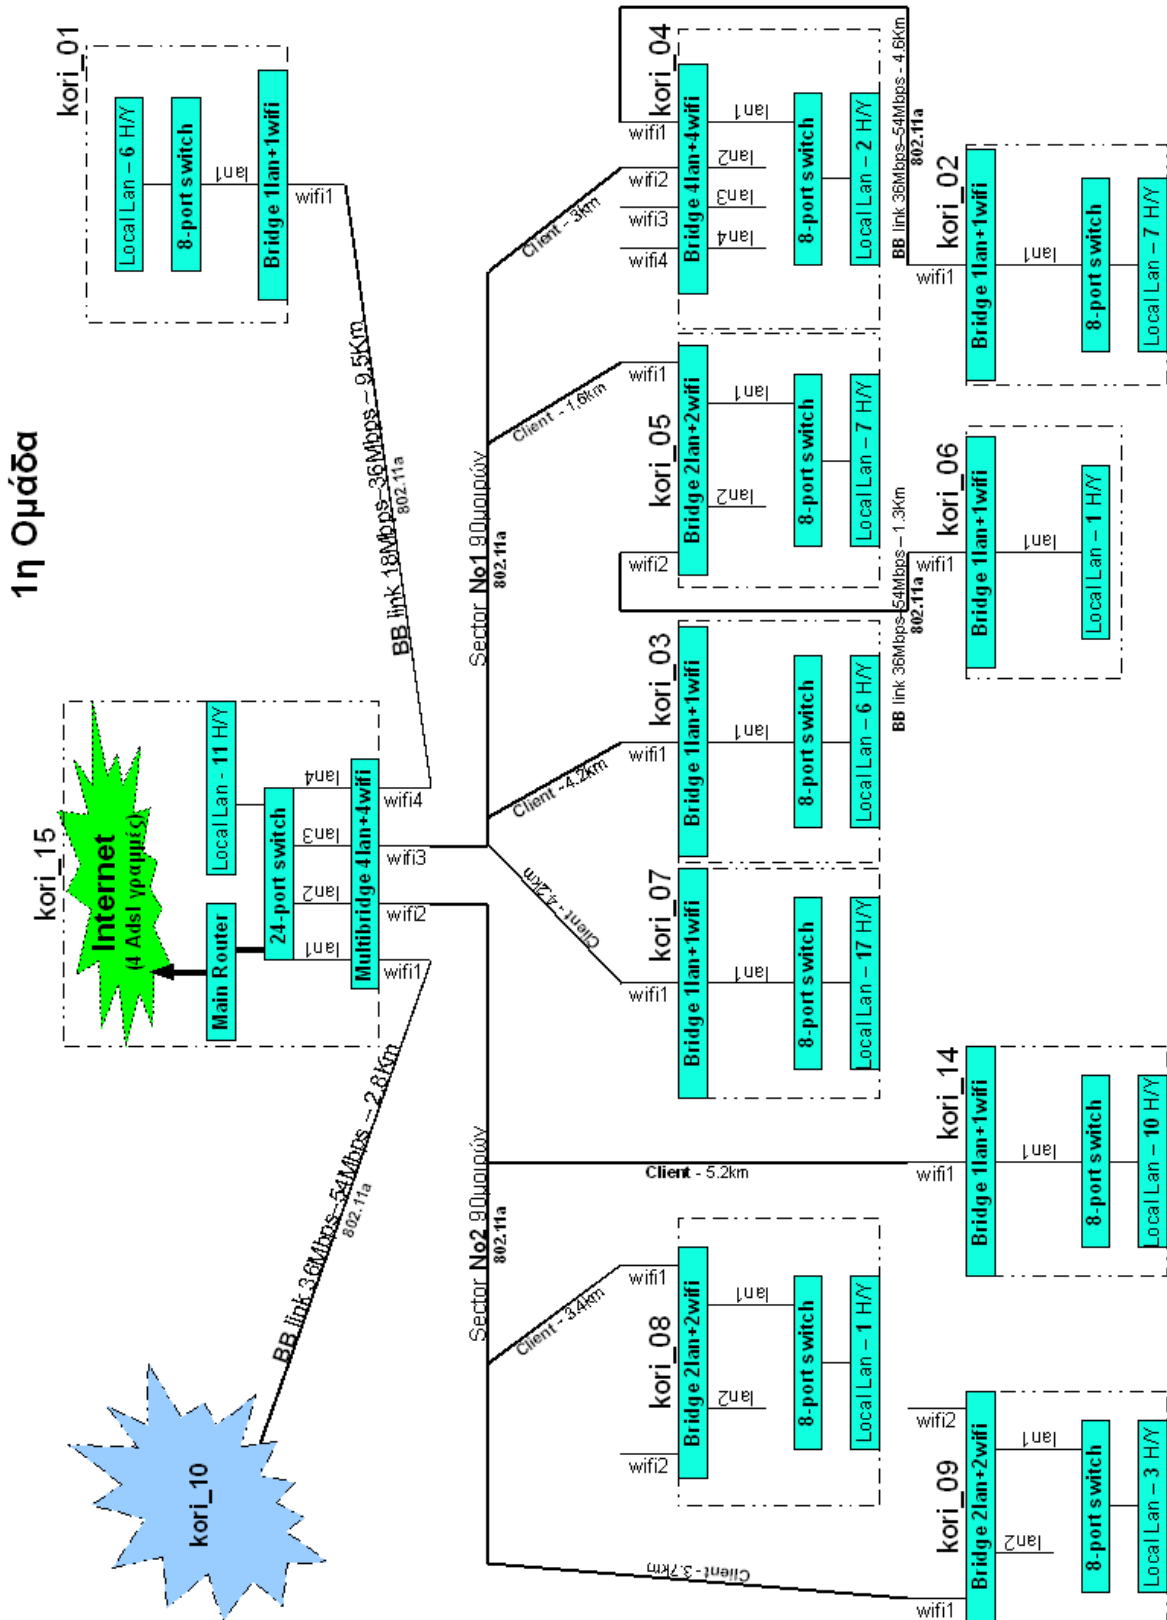 1η Ομάδα
kori_10
BB link 36Mbps-54Mbps – 2.8Km
802.11a
kori_15
Internet
(4 Adsl γραμμές)
Main Router
Local Lan - 11 H/Y
24-port switch
lan1
lan2
lan3
lan4
Multibridge 4lan+4wifi
wifi1
wifi2
wifi3
wifi4
BB link 18Mbps-36Mbps – 9.5Km
802.11a
kori_01
Local Lan – 6 H/Y
8-port switch
lan1
Bridge 1lan+1wifi
wifi1
Sector No2 90μοιρών
802.11a
Sector No1 90μοιρών
802.11a
Client -3.7km
Client - 3.4km
Client - 5.2km
Client - 4.2km
Client - 4.2km
Client - 1.6km
Client - 3km
kori_08
wifi2
wifi1
Bridge 2lan+2wifi
lan2
lan1
8-port switch
Local Lan – 1 H/Y
kori_07
wifi1
Bridge 1lan+1wifi
lan1
8-port switch
Local Lan – 17 H/Y
kori_03
wifi1
Bridge 1lan+1wifi
lan1
8-port switch
Local Lan – 6 H/Y
kori_05
wifi2
wifi1
Bridge 2lan+2wifi
lan2
lan1
8-port switch
Local Lan – 7 H/Y
kori_04
wifi4
wifi3
wifi2
wifi1
Bridge 4lan+4wifi
lan4
lan3
lan2
lan1
8-port switch
Local Lan – 2 H/Y
BB link 36Mbps-54Mbps – 1.3Km
802.11a
BB link 36Mbps-54Mbps - 4.6Km
802.11a
kori_09
wifi1
wifi2
Bridge 2lan+2wifi
lan2
lan1
8-port switch
Local Lan – 3 H/Y
kori_14
wifi1
Bridge 1lan+1wifi
lan1
8-port switch
Local Lan – 10 H/Y
kori_06
wifi1
Bridge 1lan+1wifi
lan1
Local Lan – 1 H/Y
kori_02
wifi1
Bridge 1lan+1wifi
lan1
8-port switch
Local Lan – 7 H/Y